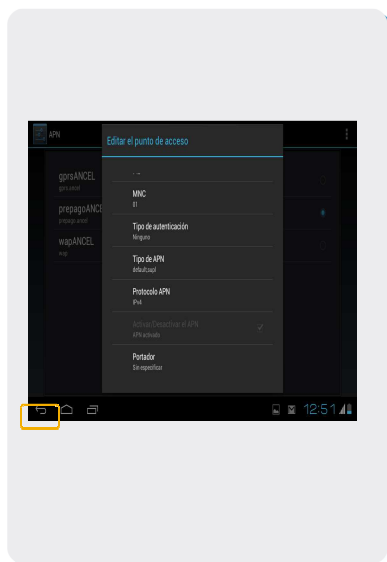 APN
Editar el punto de acceso
gprsANCEL
gprs.ancel
prepagoANCE
prepago.ancel
wapANCEL
wap
MNC
01
Tipo de autenticación
Ninguno
Tipo de APN
default,supl
Protocolo APN
IPv4
Activar/Desactivar el APN
APN activado
Portador
Sin especificar
12:51